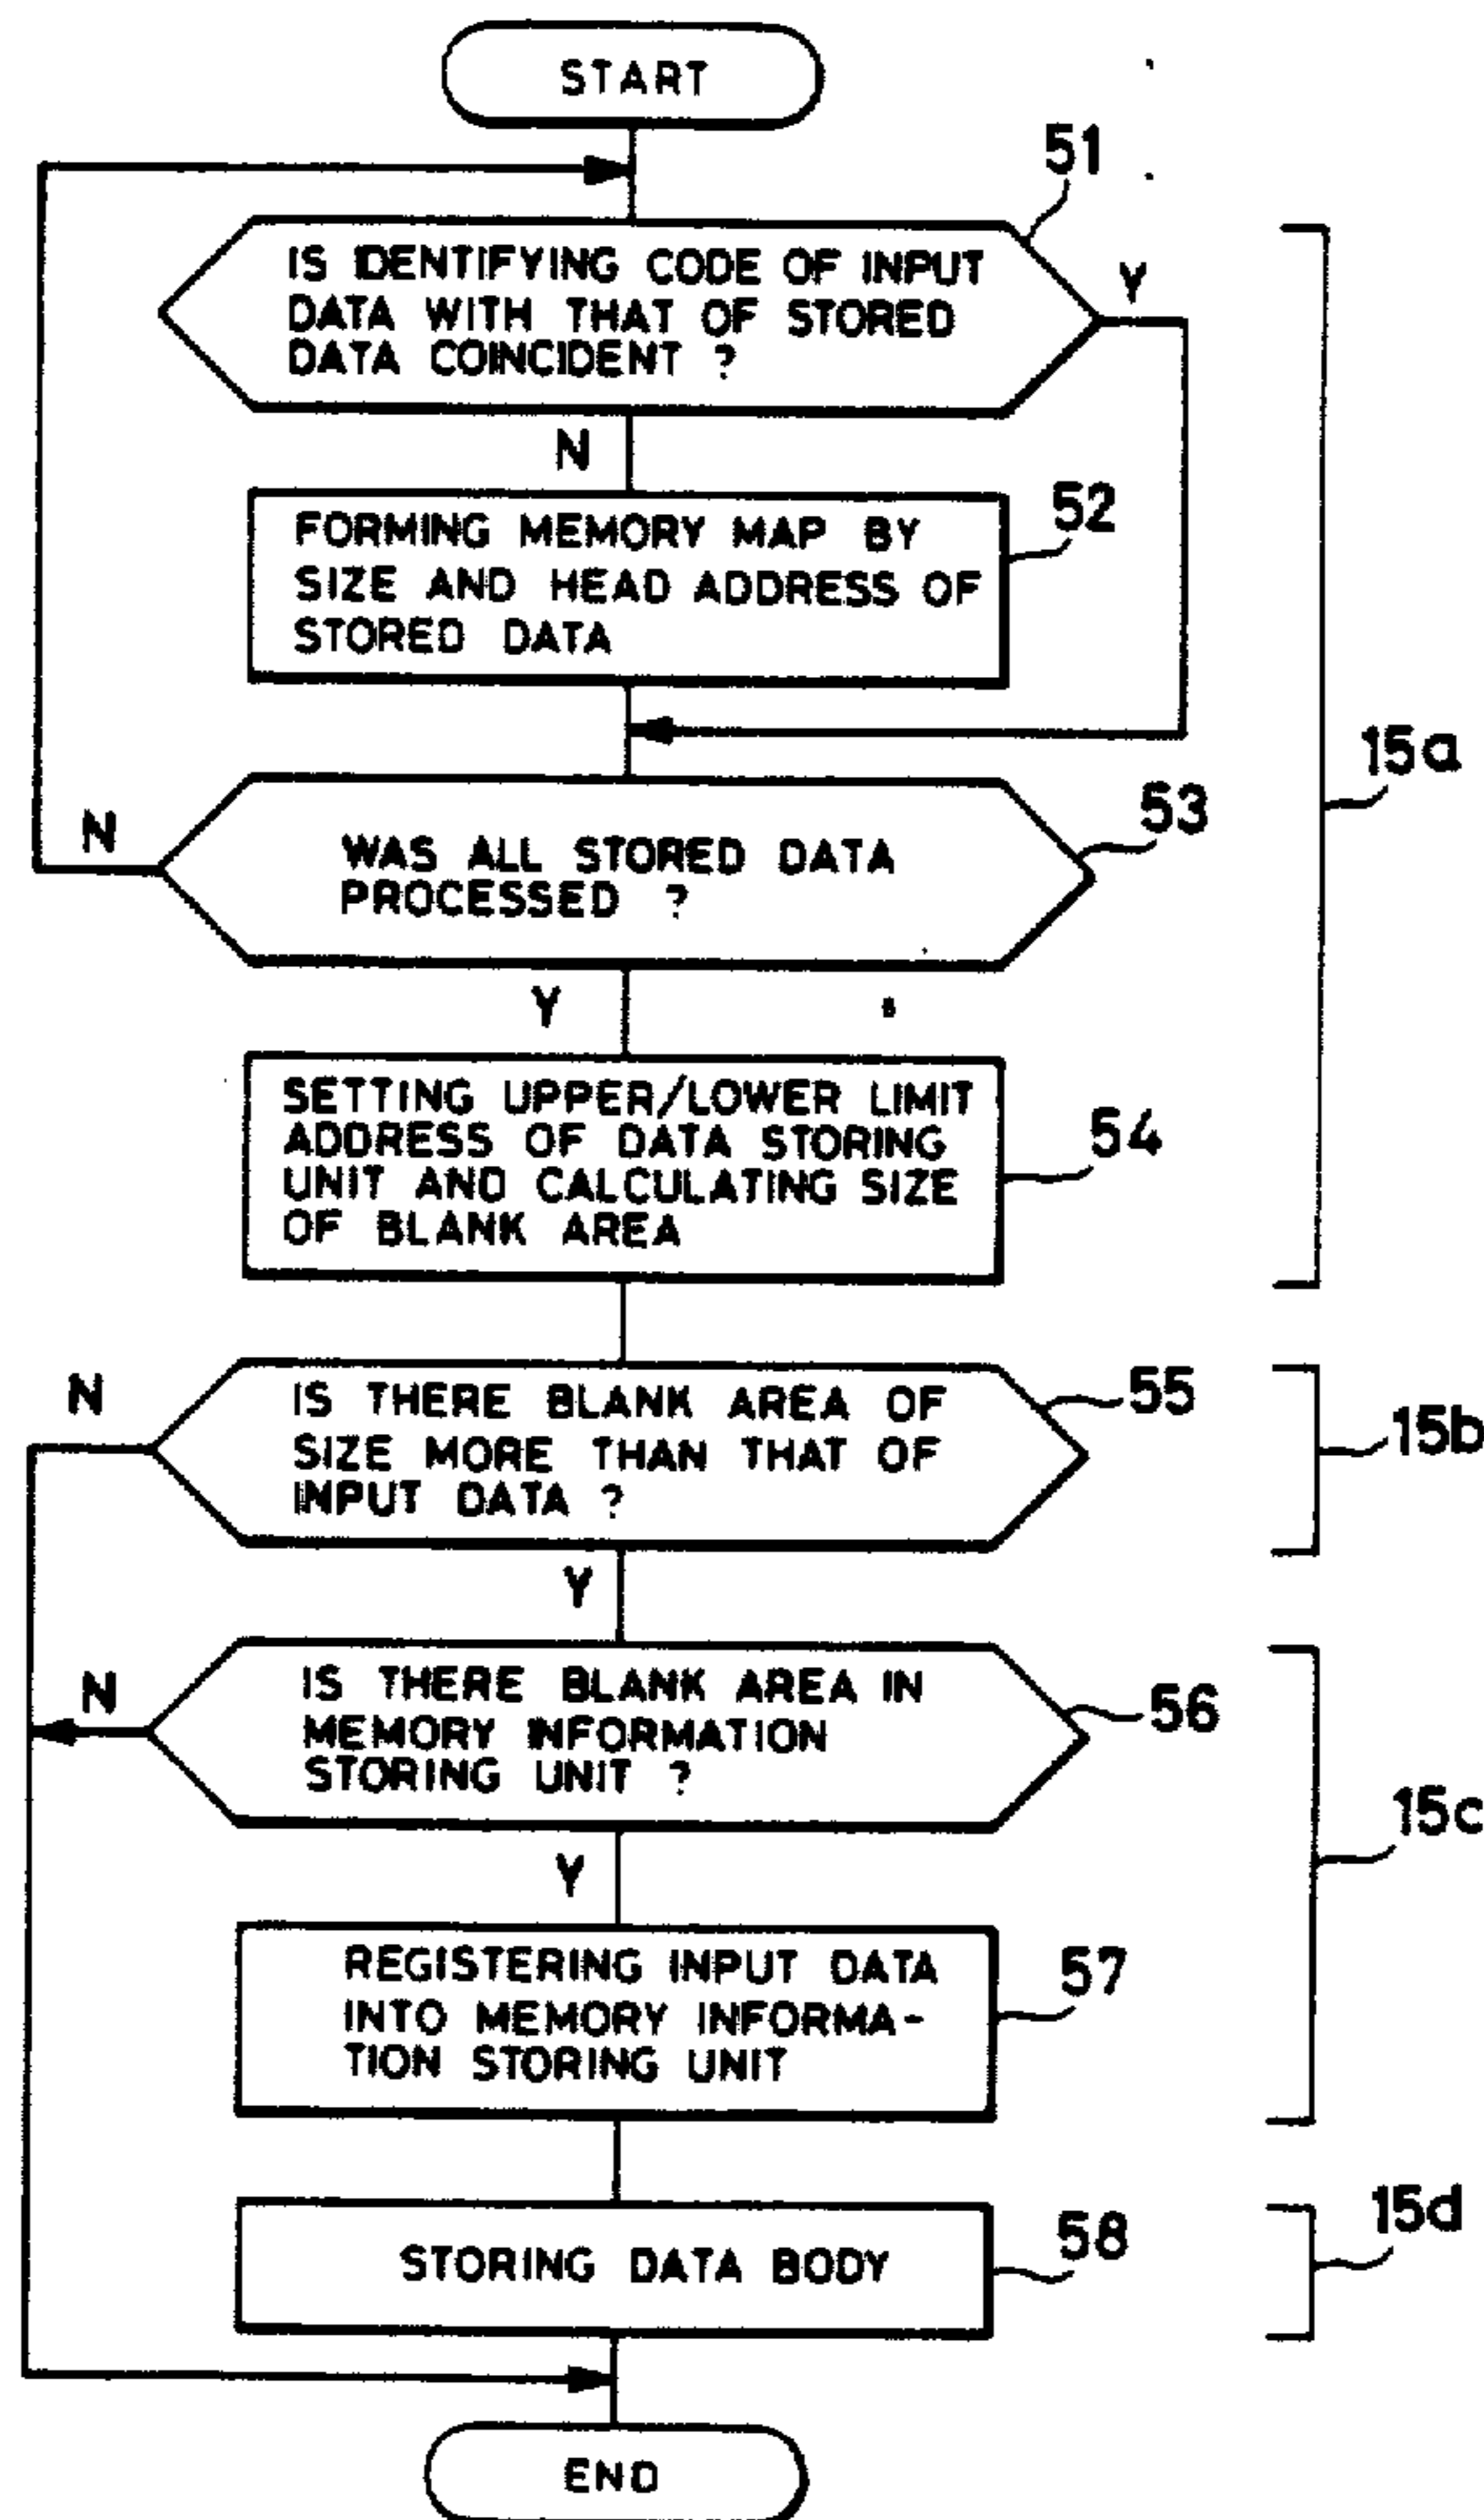 START
51
IS IDENTIFYING CODE OF INPUT
DATA WITH THAT OF STORED
DATA COINCIDENT ?
Y
N
52
FORMING MEMORY MAP BY
SIZE AND HEAD ADDRESS OF
STORED DATA
15a
53
N
WAS ALL STORED DATA
PROCESSED ?
Y
54
SETTING UPPER/LOWER LIMIT
ADDRESS OF DATA STORING
UNIT AND CALCULATING SIZE
OF BLANK AREA
N
55
15b
IS THERE BLANK AREA OF
SIZE MORE THAN THAT OF
INPUT DATA ?
Y
N
56
IS THERE BLANK AREA IN
MEMORY INFORMATION
STORING UNIT ?
15c
Y
57
REGISTERING INPUT DATA
INTO MEMORY INFORMA-
TION STORING UNIT
58
15d
STORING DATA BODY
END